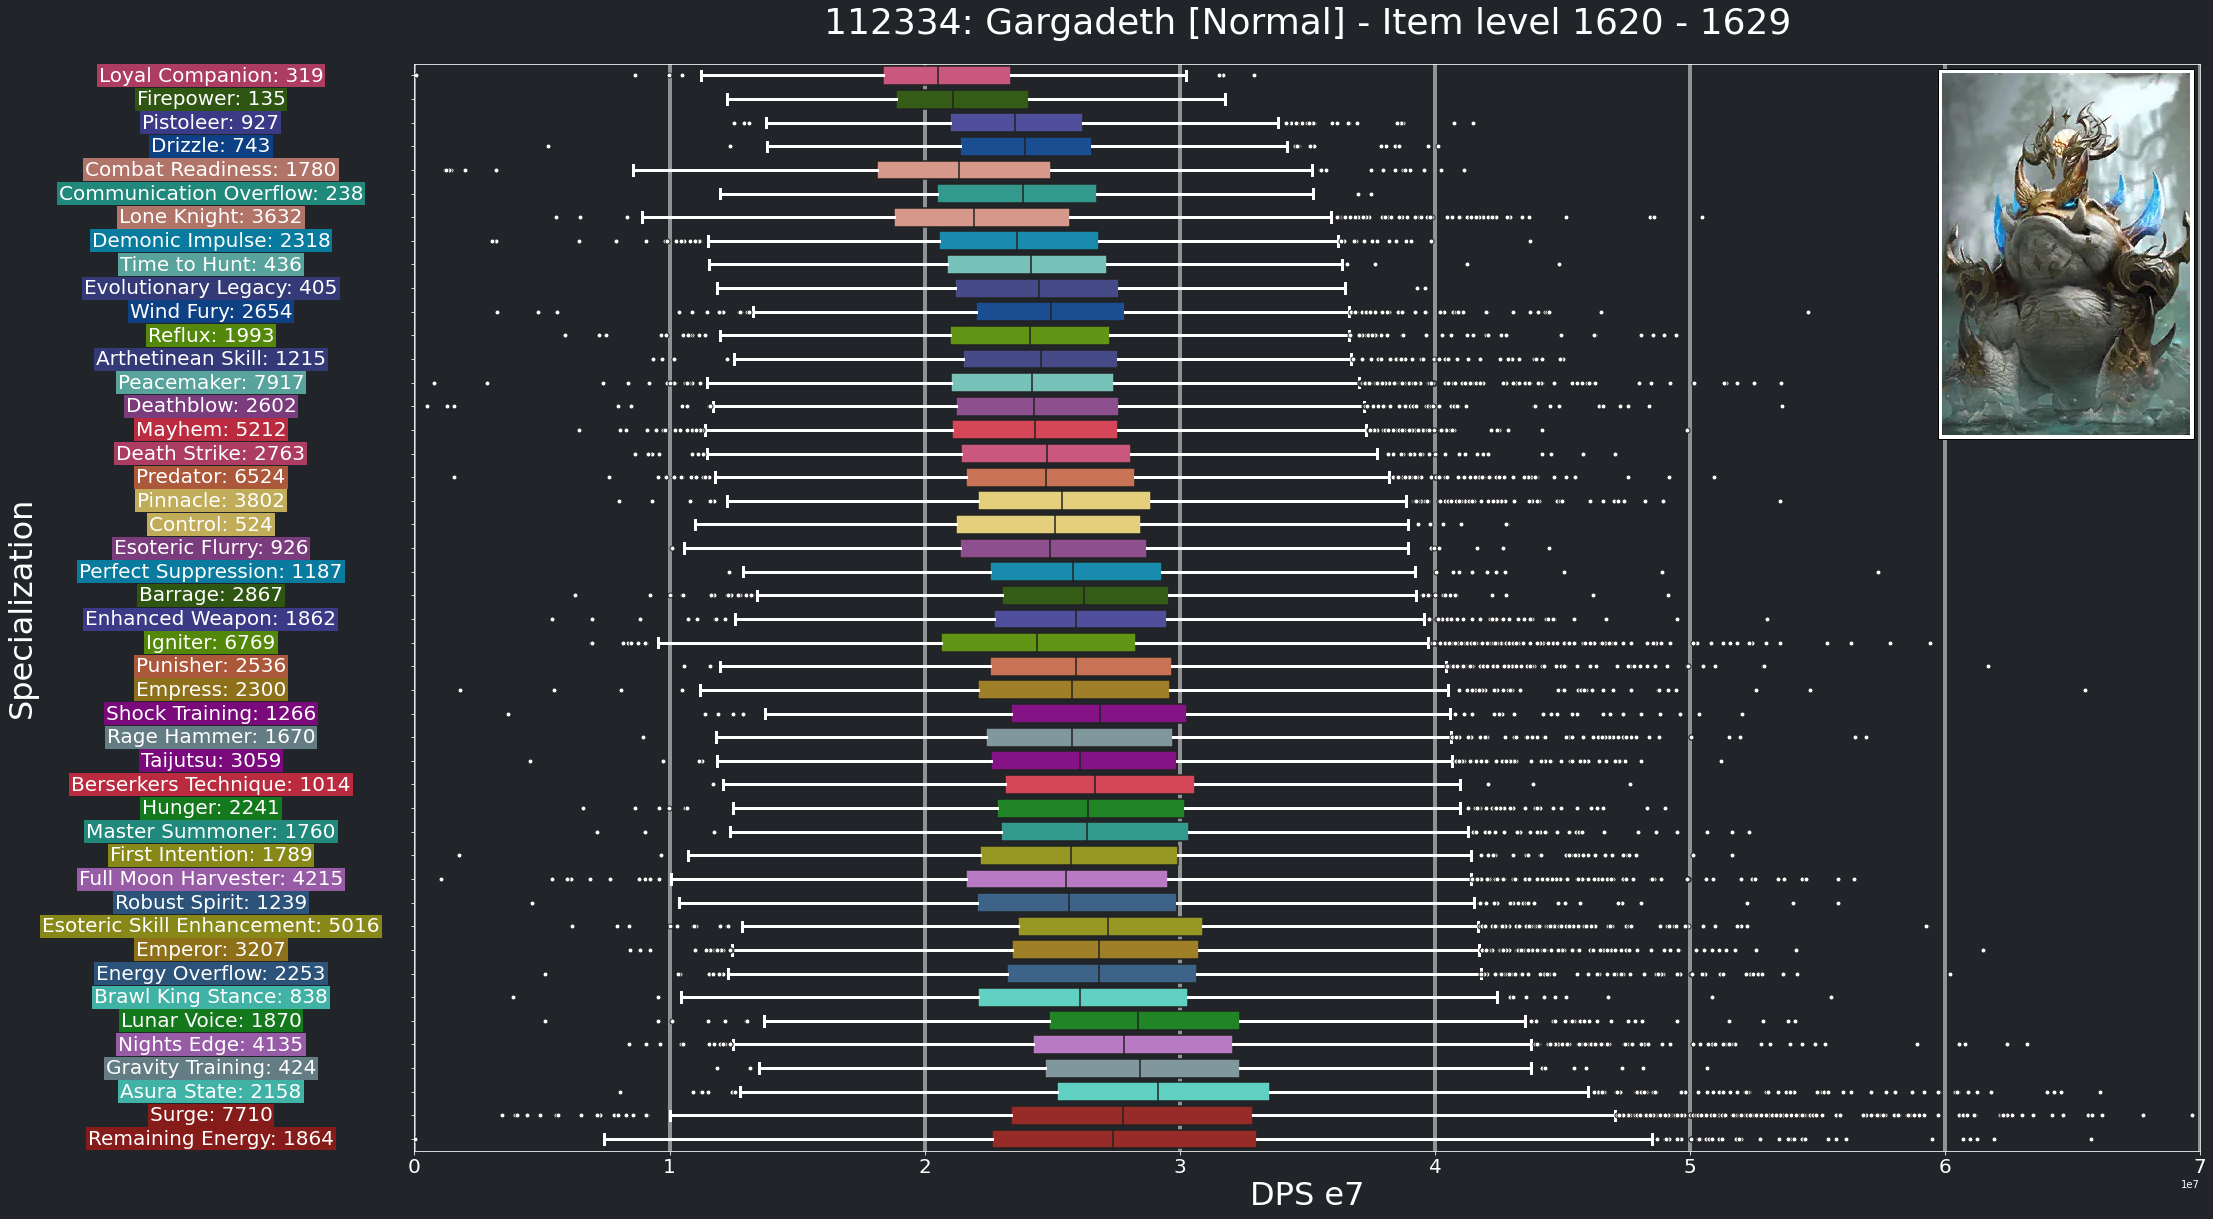 112334: Gargadeth [Normal] - Item level 1620 - 1629
Specialization
Loyal Companion: 319
Firepower: 135
Pistoleer: 927
Drizzle: 743
Combat Readiness: 1780
Communication Overflow: 238
Lone Knight: 3632
Demonic Impulse: 2318
Time to Hunt: 436
Evolutionary Legacy: 405
Wind Fury: 2654
Reflux: 1993
Arthetinean Skill: 1215
Peacemaker: 7917
Deathblow: 2602
Mayhem: 5212
Death Strike: 2763
Predator: 6524
Pinnacle: 3802
Control: 524
Esoteric Flurry: 926
Perfect Suppression: 1187
Barrage: 2867
Enhanced Weapon: 1862
Igniter: 6769
Punisher: 2536
Empress: 2300
Shock Training: 1266
Rage Hammer: 1670
Taijutsu: 3059
Berserkers Technique: 1014
Hunger: 2241
Master Summoner: 1760
First Intention: 1789
Full Moon Harvester: 4215
Robust Spirit: 1239
Esoteric Skill Enhancement: 5016
Emperor: 3207
Energy Overflow: 2253
Brawl King Stance: 838
Lunar Voice: 1870
Nights Edge: 4135
Gravity Training: 424
Asura State: 2158
Surge: 7710
Remaining Energy: 1864
0 1 2 3 4 5 6 7
1e7
DPS e7